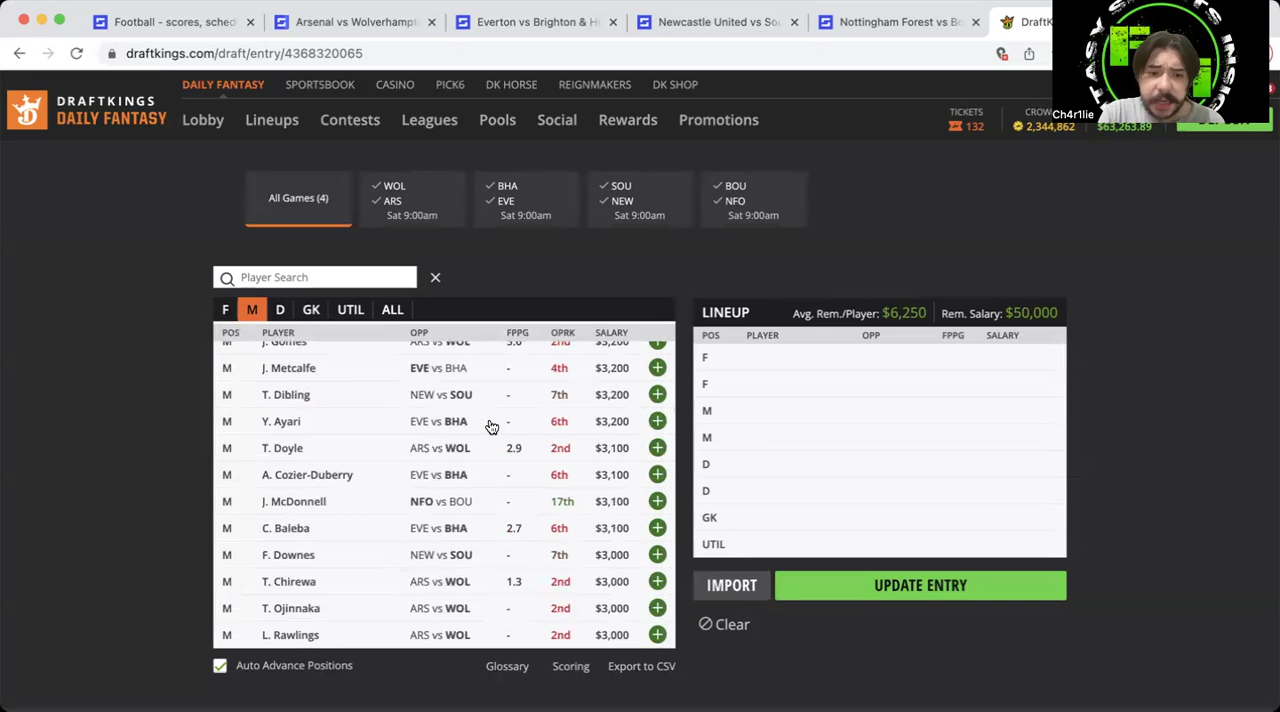 Football - scores, sched
Arsenal vs Wolverhampt
Everton vs Brighton & H
Newcastle United vs So
Nottingham Forest vs B
DraftK
draftkings.com/draft/entry/4368320065
DAILY FANTASY
SPORTSBOOK
CASINO
PICK6
DK HORSE
REIGNMAKERS
DK SHOP
DRAFTKINGS
DAILY FANTASY
Lobby
Lineups
Contests
Leagues
Pools
Social
Rewards
Promotions
TICKETS
132
CROW
2,344,862
$63,263.89
Ch4r1lie
All Games (4)
WOL
ARS
Sat 9:00am
BHA
EVE
Sat 9:00am
SOU
NEW
Sat 9:00am
BOU
NFO
Sat 9:00am
Player Search
F M D GK UTIL ALL
POS PLAYER OPP FPPG OPRK SALARY
M J. Gomes ARS vs WOL 2nd $3,200
M J. Metcalfe EVE vs BHA - 4th $3,200
M T. Dibling NEW vs SOU - 7th $3,200
M Y. Ayari EVE vs BHA - 6th $3,200
M T. Doyle ARS vs WOL 2.9 2nd $3,100
M A. Cozier-Duberry EVE vs BHA - 6th $3,100
M J. McDonnell NFO vs BOU - 17th $3,100
M C. Baleba EVE vs BHA 2.7 6th $3,100
M F. Downes NEW vs SOU - 7th $3,000
M T. Chirewa ARS vs WOL 1.3 2nd $3,000
M T. Ojinnaka ARS vs WOL - 2nd $3,000
M L. Rawlings ARS vs WOL - 2nd $3,000
Auto Advance Positions
Glossary
Scoring
Export to CSV
LINEUP Avg. Rem./Player: $6,250 Rem. Salary: $50,000
POS PLAYER OPP FPPG SALARY
F
F
M
M
D
D
GK
UTIL
IMPORT
UPDATE ENTRY
Clear